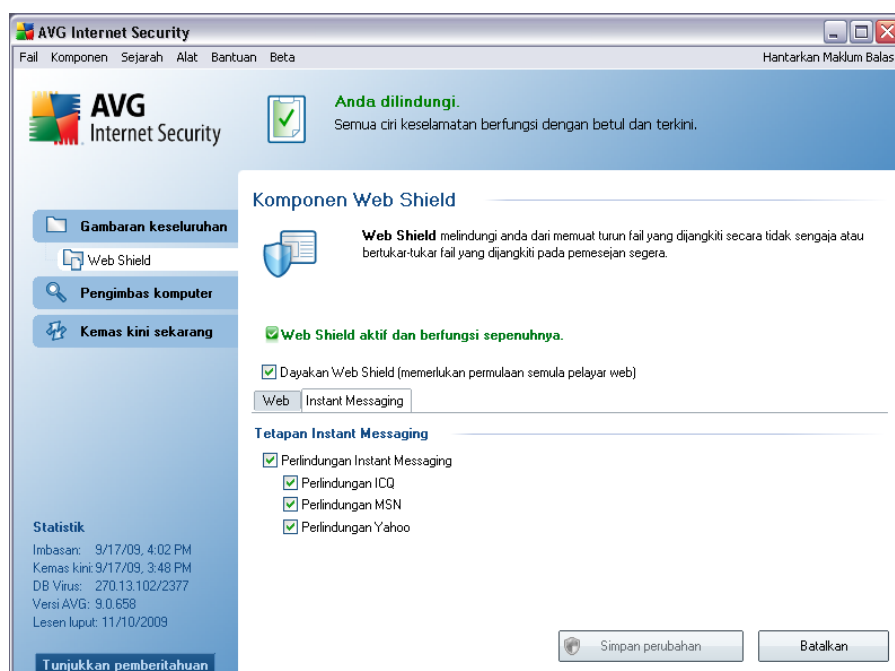 AVG Internet Security
Fail Komponen Sejarah Alat Bantuan Beta Hantarkan Maklum Balas
AVG
Internet Security
Anda dilindungi.
Semua ciri keselamatan berfungsi dengan betul dan terkini.
Gambaran keseluruhan
Web Shield
Pengimbas komputer
Kemas kini sekarang
Komponen Web Shield
Web Shield melindungi anda dari memuat turun fail yang dijangkiti secara tidak sengaja atau
bertukar-tukar fail yang dijangkiti pada pemesejan segera.
Web Shield aktif dan berfungsi sepenuhnya.
Dayakan Web Shield (memerlukan permulaan semula pelayar web)
Web Instant Messaging
Tetapan Instant Messaging
Perlindungan Instant Messaging
Perlindungan ICQ
Perlindungan MSN
Perlindungan Yahoo
Statistik
Imbasan: 9/17/09, 4:02 PM
Kemas kini: 9/17/09, 3:48 PM
DB Virus: 270.13.102/2377
Versi AVG: 9.0.658
Lesen luput: 11/10/2009
Tunjukkan pemberitahuan
Simpan perubahan Batalkan